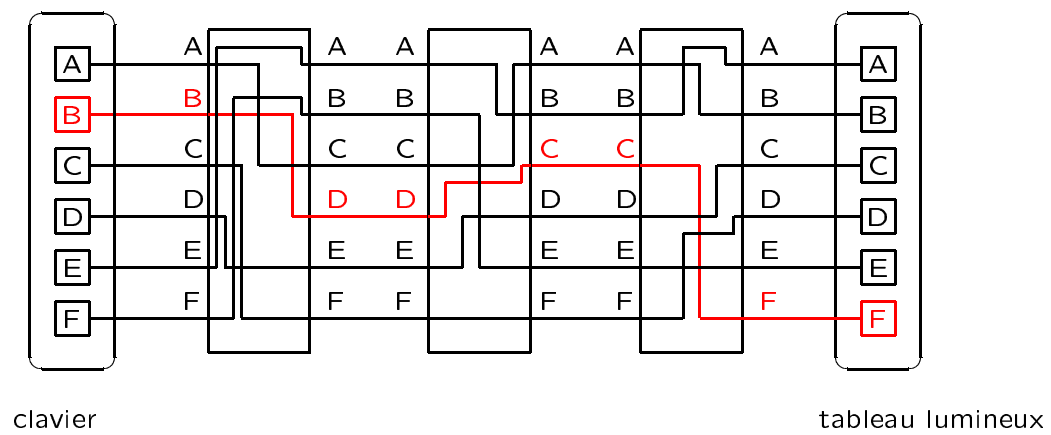 A A A A A
A A A
B B B B B B B B
C C C C C C C C
D D D D D D D D
E E E E E E E E
F F F F F F F F
clavier tableau lumineux